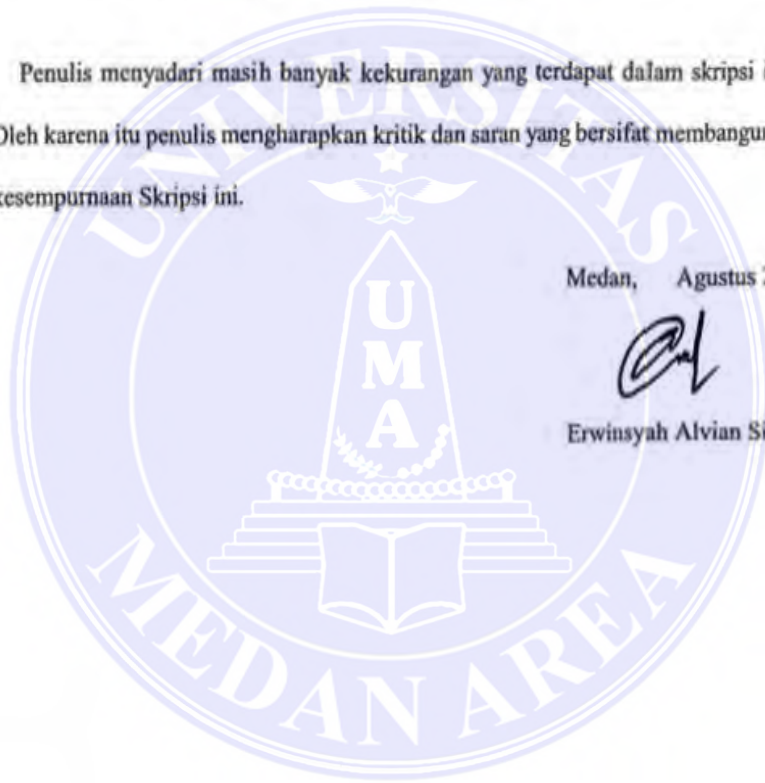 Penulis menyadari masih banyak kekurangan yang terdapat dalam skripsi
Oleh karena itu penulis mengharapkan kritik dan saran yang bersifat membangun
kesempurnaan Skripsi ini.
Medan, Agustus
Erwinsyah Alvian
UNIVERSITAS
UMA
MEDAN AREA